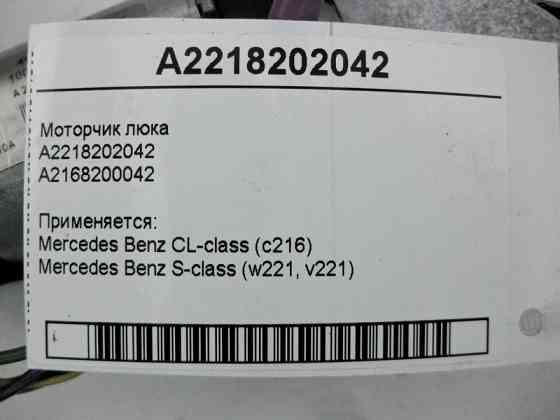 A2218202042
Моторчик люка
A2218202042
A2168200042
Применяется:
Mercedes Benz CL-class (c216)
Mercedes Benz S-class (w221, v221)